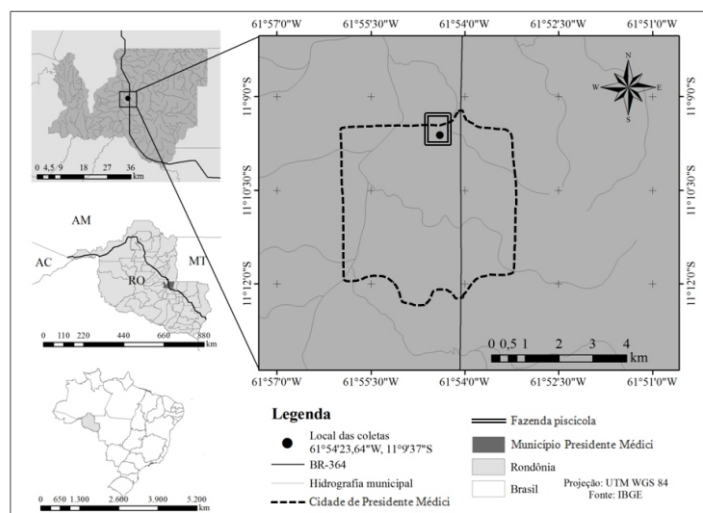 0 4,5 9 18 27 36
km
AM
AC
MT
RO
0 110 220 440 660 880
km
0 650 1.300 2.600 3.900 5.200
km
61°57'0"W 61°55'30"W 61°54'0"W 61°52'30"W 61°51'0"W
N
W E
S
11°9'0"S
11°10'30"S
11°12'0"S
11°9'0"S
11°10'30"S
11°12'0"S
0 0,5 1 2 3 4
km
61°57'0"W 61°55'30"W 61°54'0"W 61°52'30"W 61°51'0"W
Legenda
Local das coletas
61°54'23,64"W, 11°9'37"S
BR-364
Hidrografia municipal
Cidade de Presidente Médici
Fazenda piscicola
Município Presidente Médici
Rondônia
Brasil
Projeção: UTM WGS 84
Fonte: IBGE